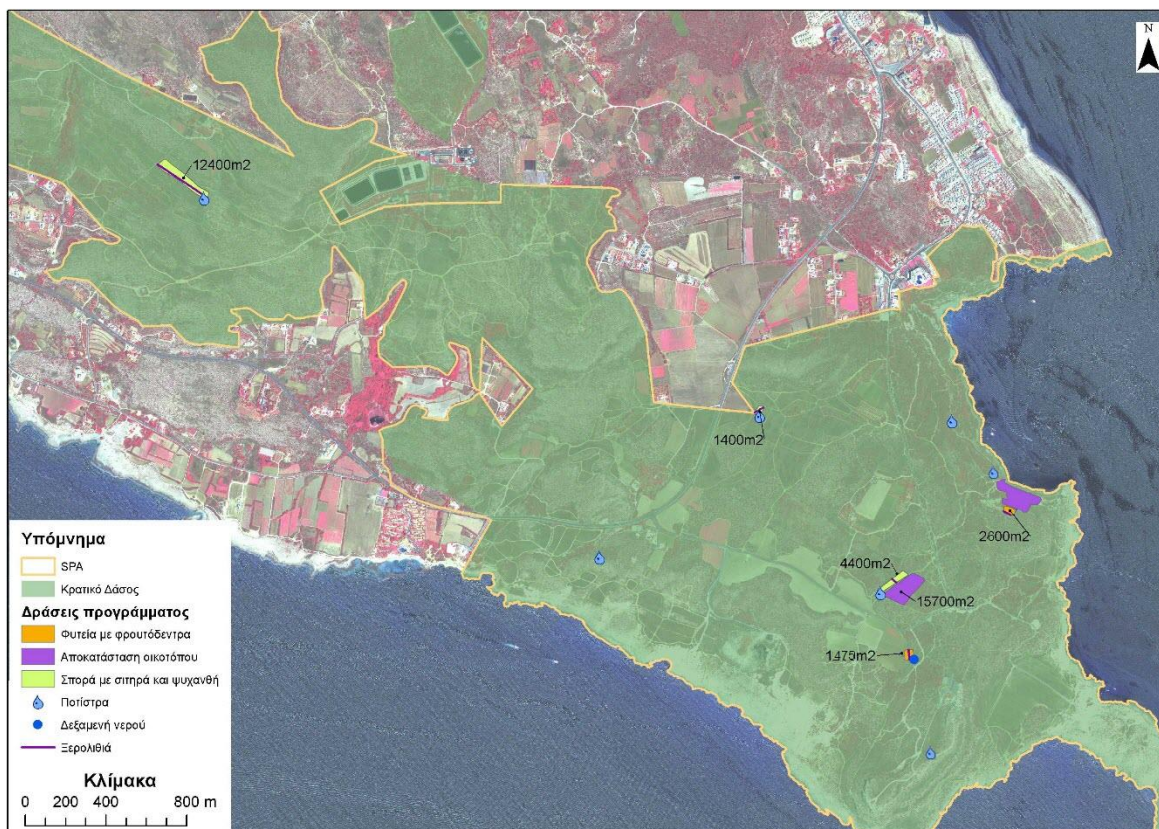 N
12400m2
1400m2
2600m2
4400m2
15700m2
1475m2
Υπόμνημα
SPA
Κρατικό Δάσος
Δράσεις προγράμματος
Φυτεία με φρουτόδεντρα
Αποκατάσταση οικοτόπου
Σπορά με σιτηρά και ψυχανθή
Ποτίστρα
Δεξαμενή νερού
Ξερολιθιά
Κλίμακα
0 200 400 800 m